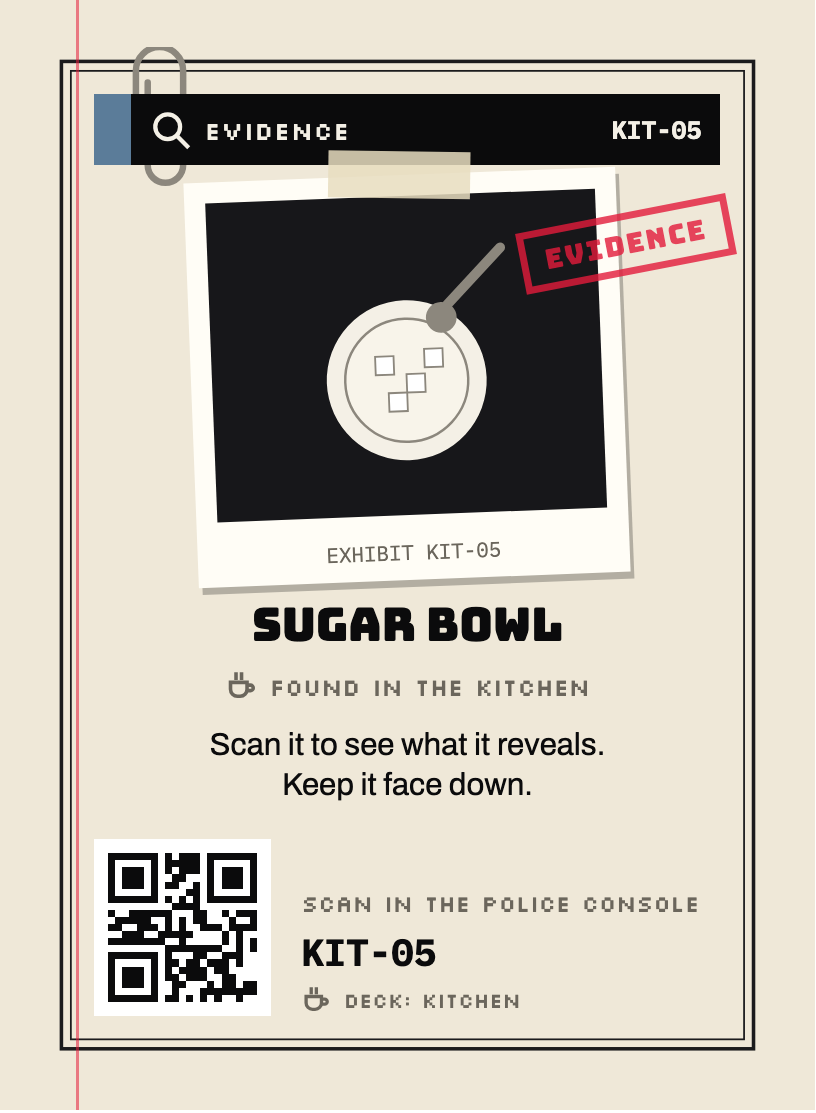 EVIDENCE
KIT-05
EVIDENCE
EXHIBIT KIT-05
SUGAR BOWL
FOUND IN THE KITCHEN
Scan it to see what it reveals.
Keep it face down.
SCAN IN THE POLICE CONSOLE
KIT-05
DECK: KITCHEN